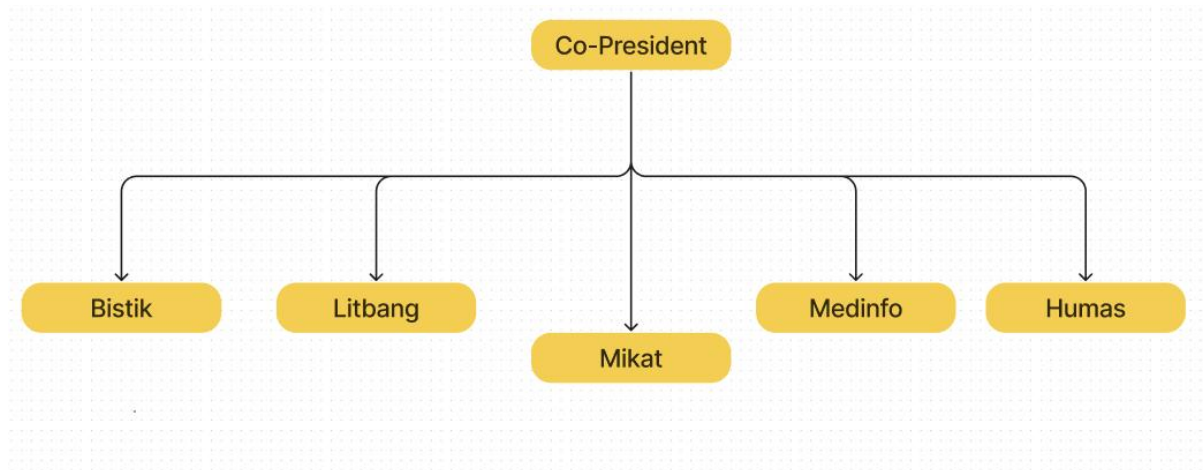 Co-President
Bistik
Litbang
Mikat
Medinfo
Humas